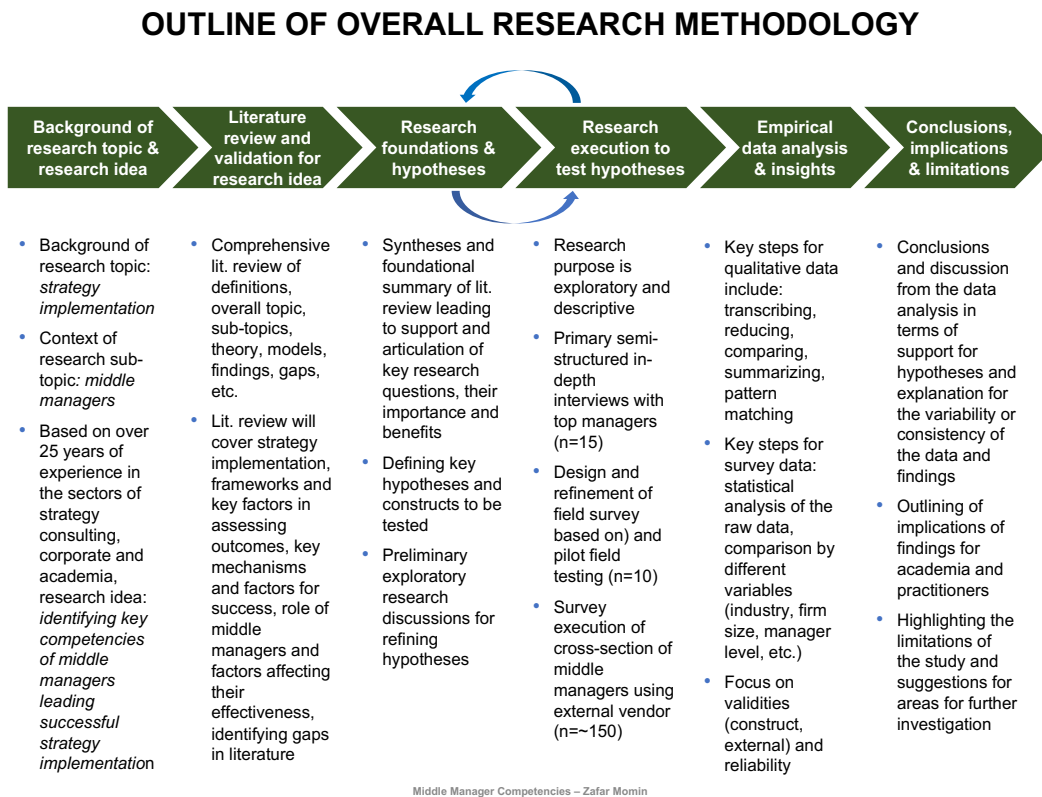 OUTLINE OF OVERALL RESEARCH METHODOLOGY
Background of
research topic &
research idea
Literature
review and
validation for
research idea
Research
foundations &
hypotheses
Research
execution to
test hypotheses
Empirical
data analysis
& insights
Conclusions,
implications
& limitations
• Background of
research topic:
strategy
implementation
• Context of
research sub-
topic: middle
managers
• Based on over
25 years of
experience in
the sectors of
strategy
consulting,
corporate and
academia,
research idea:
identifying key
competencies
of middle
managers
leading
successful
strategy
implementation
• Comprehensive
lit. review of
definitions,
overall topic,
sub-topics,
theory, models,
findings, gaps,
etc.
• Lit. review will
cover strategy
implementation,
frameworks and
key factors in
assessing
outcomes, key
mechanisms
and factors for
success, role of
middle
managers and
factors affecting
their
effectiveness,
identifying gaps
in literature
• Syntheses and
foundational
summary of lit.
review leading
to support and
articulation of
key research
questions, their
importance and
benefits
• Defining key
hypotheses and
constructs to be
tested
• Preliminary
exploratory
research
discussions for
refining
hypotheses
• Research
purpose is
exploratory and
descriptive
• Primary semi-
structured in-
depth
interviews with
top managers
(n=15)
• Design and
refinement of
field survey
based on) and
pilot field
testing (n=10)
• Survey
execution of
cross-section of
middle
managers using
external vendor
(n=~150)
• Key steps for
qualitative data
include:
transcribing,
reducing,
comparing,
summarizing,
pattern
matching
• Key steps for
survey data:
statistical
analysis of the
raw data,
comparison by
different
variables
(industry, firm
size, manager
level, etc.)
• Focus on
validities
(construct,
external) and
reliability
• Conclusions
and discussion
from the data
analysis in
terms of
support for
hypotheses and
explanation for
the variability or
consistency of
the data and
findings
• Outlining of
implications of
findings for
academia and
practitioners
• Highlighting the
limitations of
the study and
suggestions for
areas for further
investigation
Middle Manager Competencies – Zafar Momin